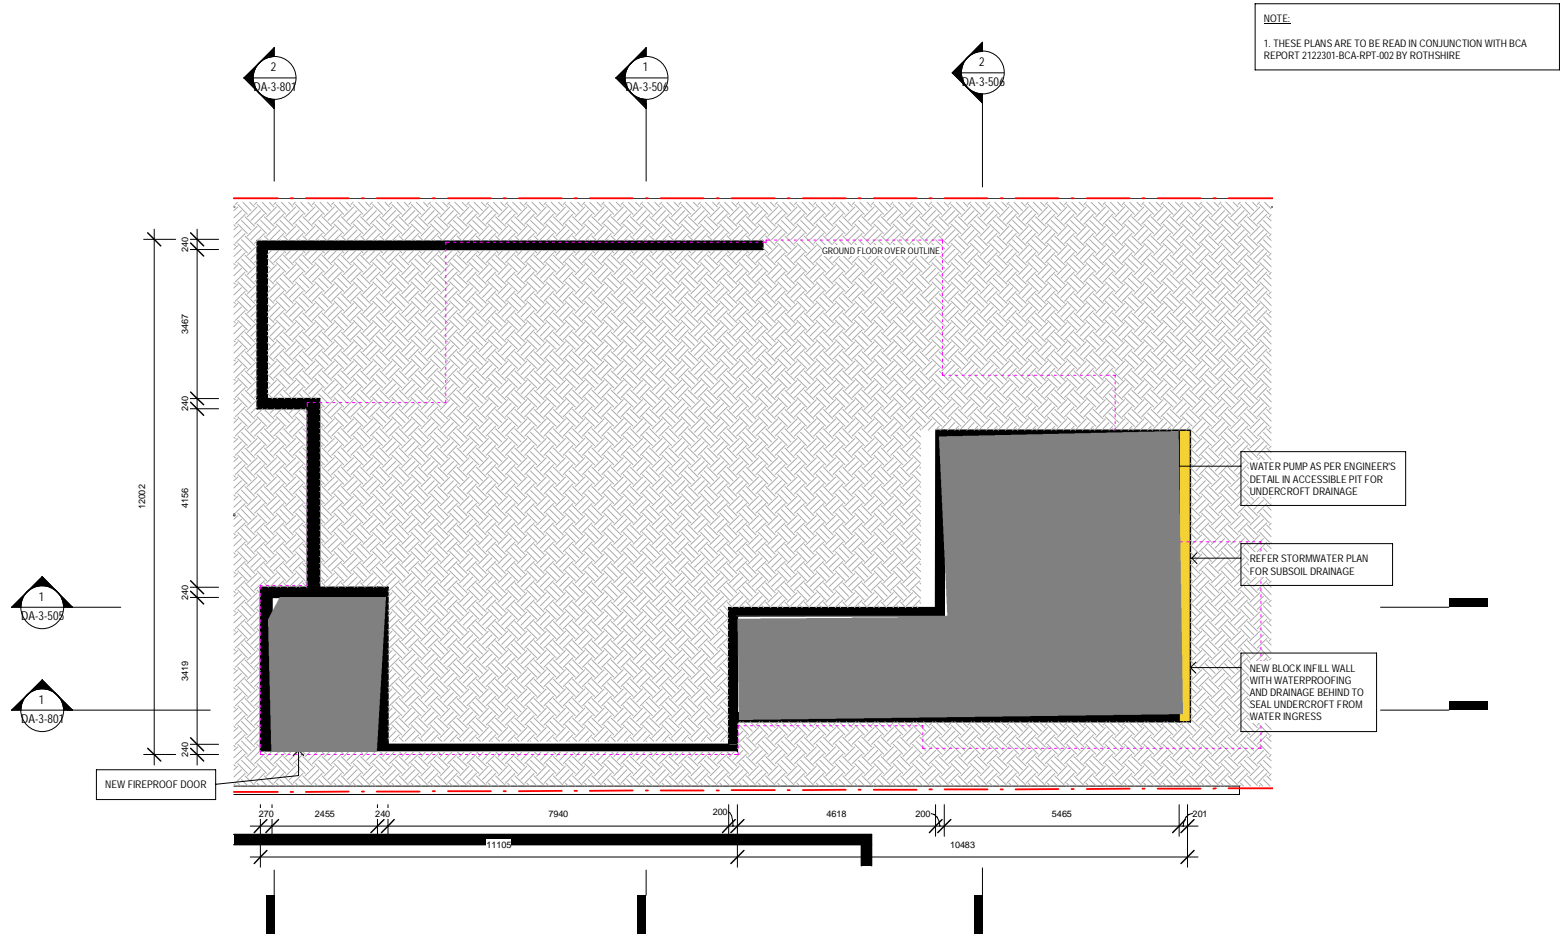 NOTE:
1. THESE PLANS ARE TO BE READ IN CONJUNCTION WITH BCA
REPORT 2122301-BCA-RPT-002 BY ROTHSHIRE
2
DA-3-801
1
DA-3-506
2
DA-3-506
GROUND FLOOR OVER OUTLINE
240
3467
240
12002
4156
240
3419
240
1
DA-3-505
1
DA-3-801
WATER PUMP AS PER ENGINEER'S
DETAIL IN ACCESSIBLE PIT FOR
UNDERCROFT DRAINAGE
REFER STORMWATER PLAN
FOR SUBSOIL DRAINAGE
NEW BLOCK INFILL WALL
WITH WATERPROOFING
AND DRAINAGE BEHIND TO
SEAL UNDERCROFT FROM
WATER INGRESS
NEW FIREPROOF DOOR
270
2455
240
7940
200
4618
200
5465
201
11105
10483